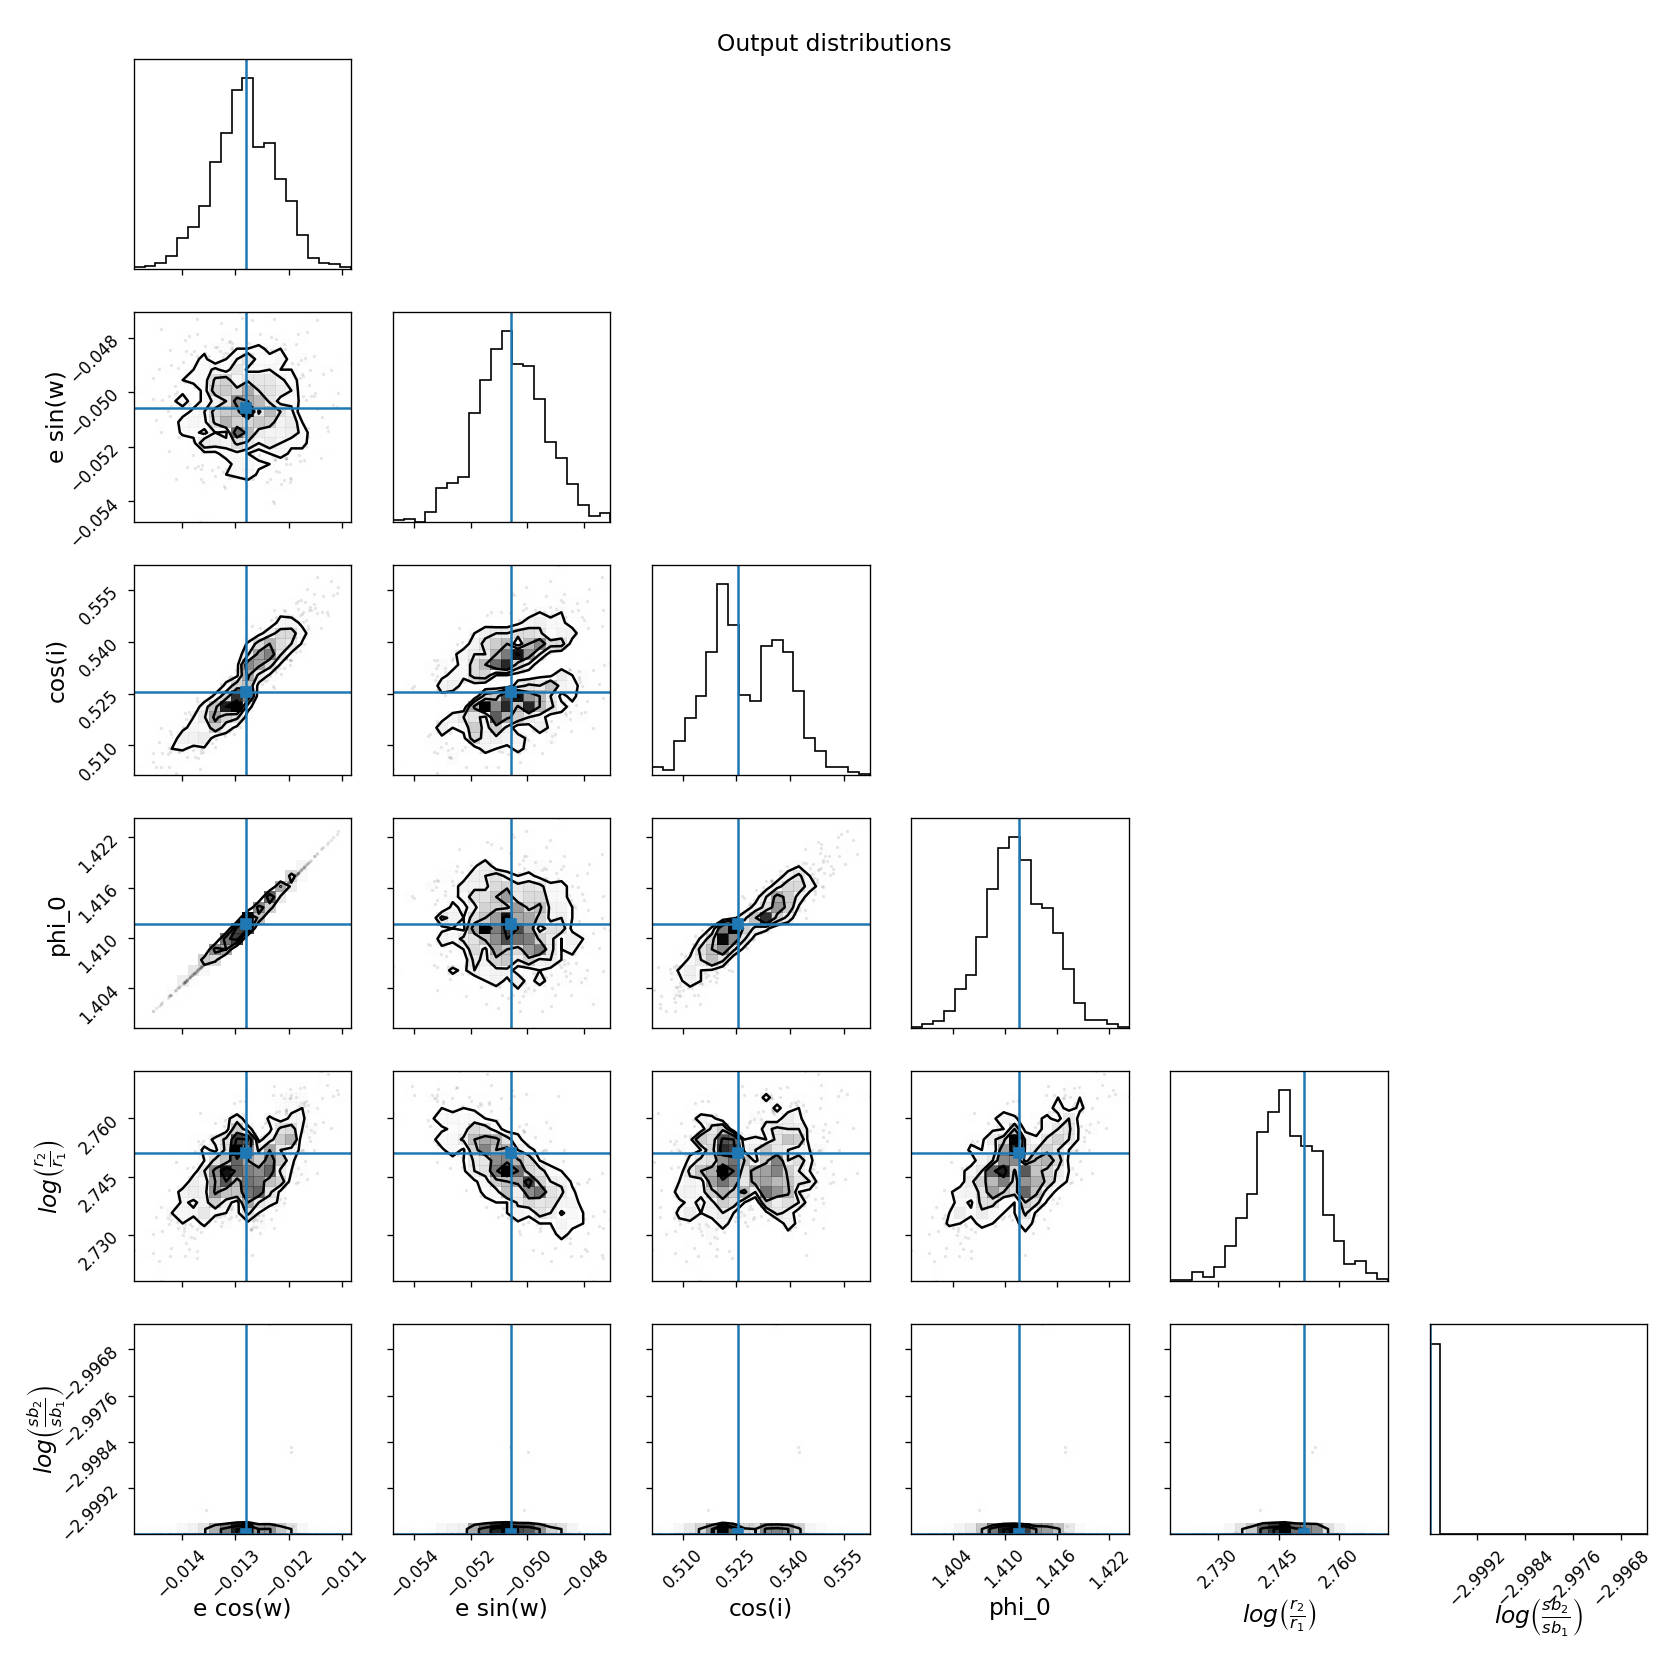 Output distributions
e sin(w)
−0.048
−0.050
−0.052
−0.054
cos(i)
0.555
0.540
0.525
0.510
phi_0
1.422
1.416
1.410
1.404
log(r2/r1)
2.760
2.745
2.730
log(sb2/sb1)
−2.9968
−2.9976
−2.9984
−2.9992
−0.014 −0.013 −0.012 −0.011
−0.054 −0.052 −0.050 −0.048
0.510 0.525 0.540 0.555
1.404 1.410 1.416 1.422
2.730 2.745 2.760
−2.9992 −2.9984 −2.9976 −2.9968
e cos(w)
e sin(w)
cos(i)
phi_0
log(r2/r1)
log(sb2/sb1)